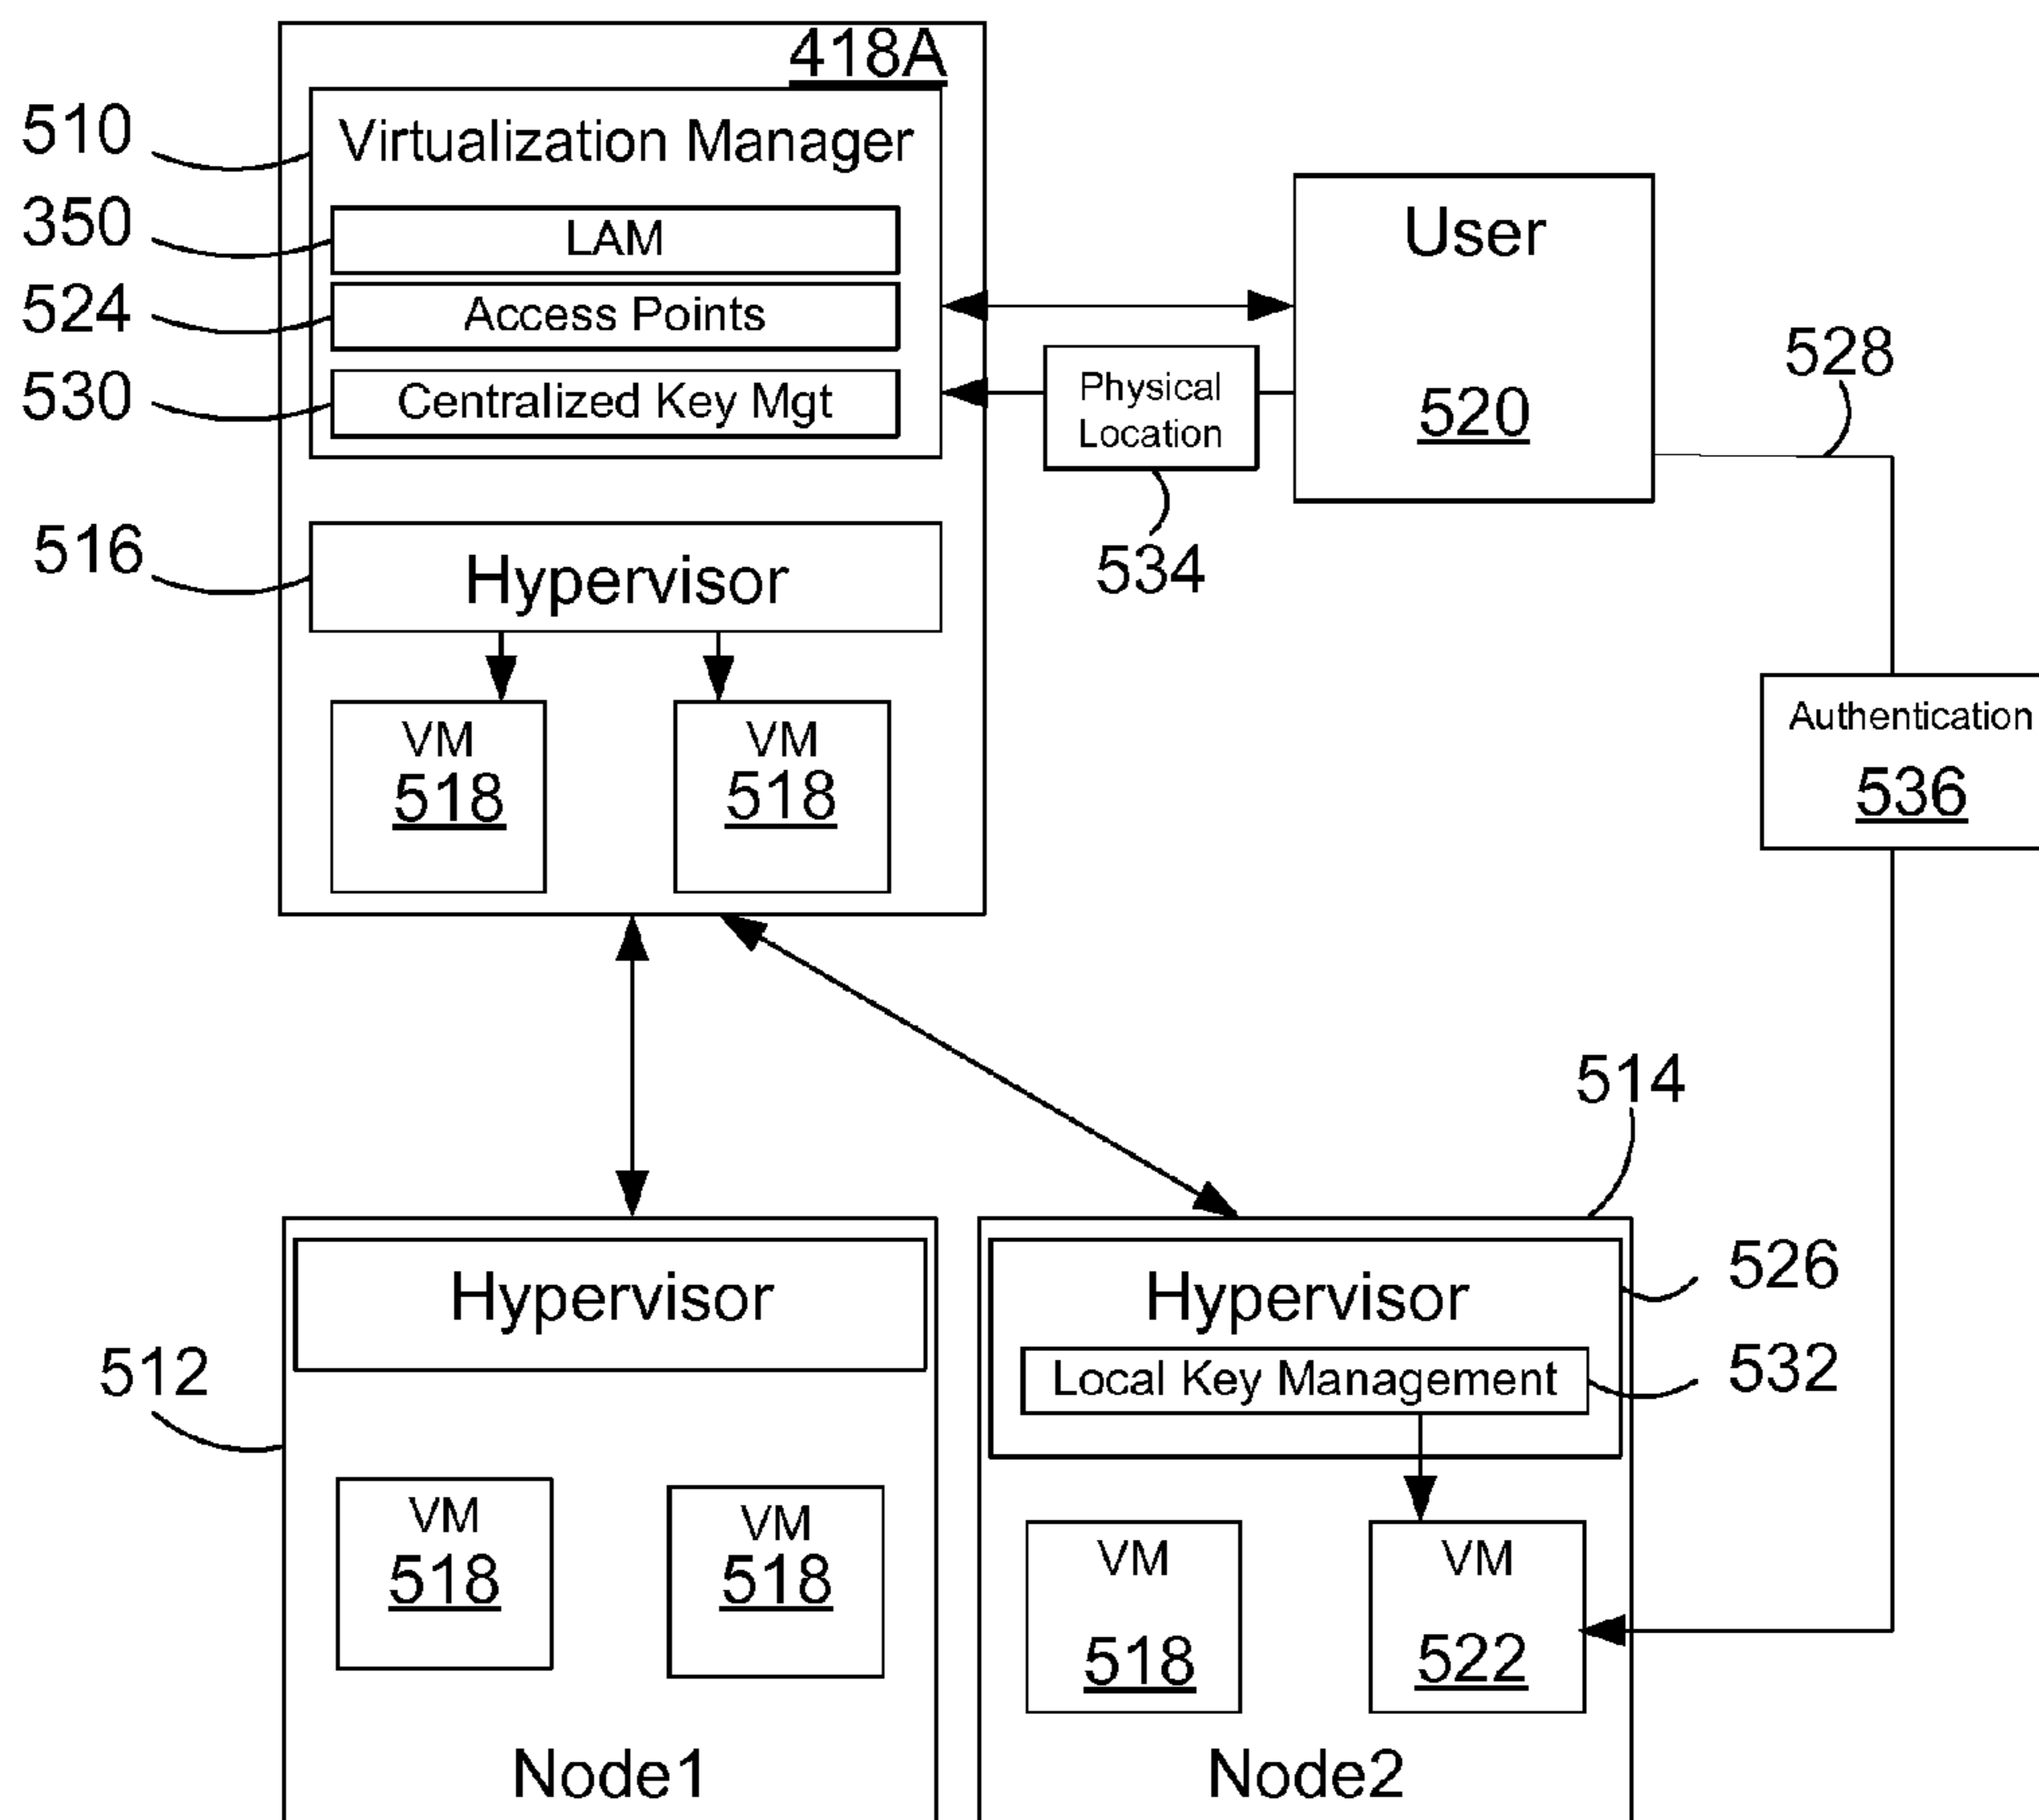 418A
510
Virtualization Manager
350
LAM
524
Access Points
530
Centralized Key Mgt
User
520
528
Physical
Location
534
516
Hypervisor
VM
518
VM
518
Authentication
536
514
Hypervisor
512
VM
518
VM
518
Node1
Hypervisor
526
Local Key Management
532
VM
518
VM
522
Node2